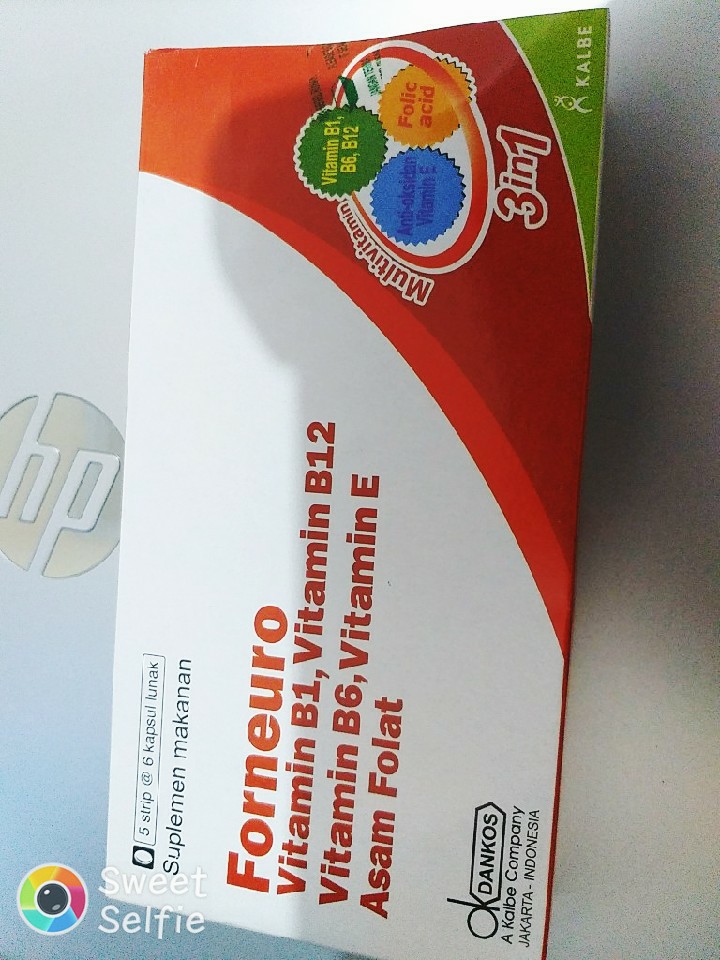 5 strip @ 6 kapsul lunak
Suplemen makanan
Forneuro
Vitamin B1, Vitamin B12
Vitamin B6, Vitamin E
Asam Folat
Multivitamin
Vitamin B1,
B6, B12
Folic
acid
Anti-oksidan
Vitamin E
3in1
KALBE
DANKOS
A Kalbe Company
JAKARTA - INDONESIA
hp
Sweet
Selfie